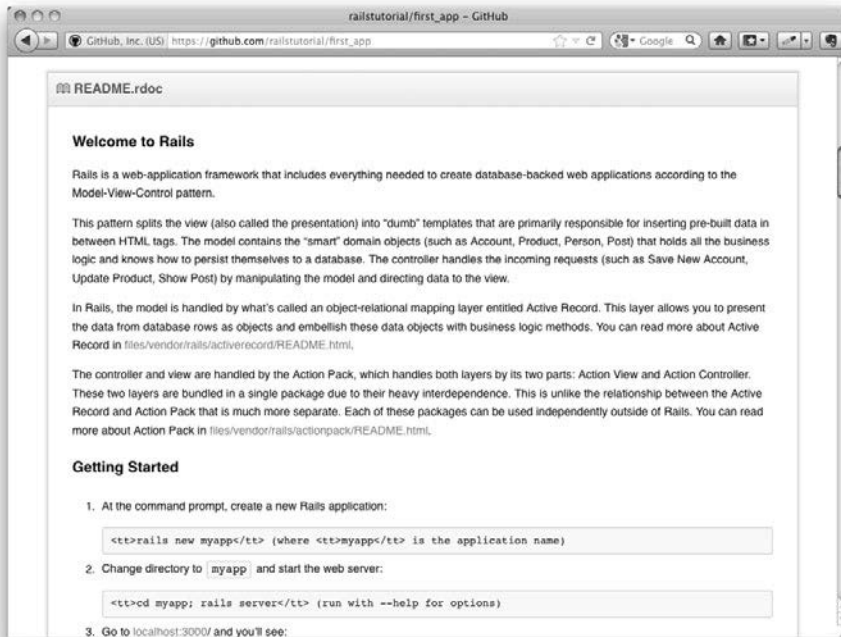 railstutorial/first_app – GitHub
GitHub, Inc. (US) https://github.com/railstutorial/first_app
Google
README.rdoc
Welcome to Rails
Rails is a web-application framework that includes everything needed to create database-backed web applications according to the
Model-View-Control pattern.
This pattern splits the view (also called the presentation) into “dumb” templates that are primarily responsible for inserting pre-built data in
between HTML tags. The model contains the “smart” domain objects (such as Account, Product, Person, Post) that holds all the business
logic and knows how to persist themselves to a database. The controller handles the incoming requests (such as Save New Account,
Update Product, Show Post) by manipulating the model and directing data to the view.
In Rails, the model is handled by what's called an object-relational mapping layer entitled Active Record. This layer allows you to present
the data from database rows as objects and embellish these data objects with business logic methods. You can read more about Active
Record in files/vendor/rails/activerecord/README.html.
The controller and view are handled by the Action Pack, which handles both layers by its two parts: Action View and Action Controller.
These two layers are bundled in a single package due to their heavy interdependence. This is unlike the relationship between the Active
Record and Action Pack that is much more separate. Each of these packages can be used independently outside of Rails. You can read
more about Action Pack in files/vendor/rails/actionpack/README.html.
Getting Started
1. At the command prompt, create a new Rails application:
<tt>rails new myapp</tt> (where <tt>myapp</tt> is the application name)
2. Change directory to myapp and start the web server:
<tt>cd myapp; rails server</tt> (run with --help for options)
3. Go to localhost:3000/ and you'll see: